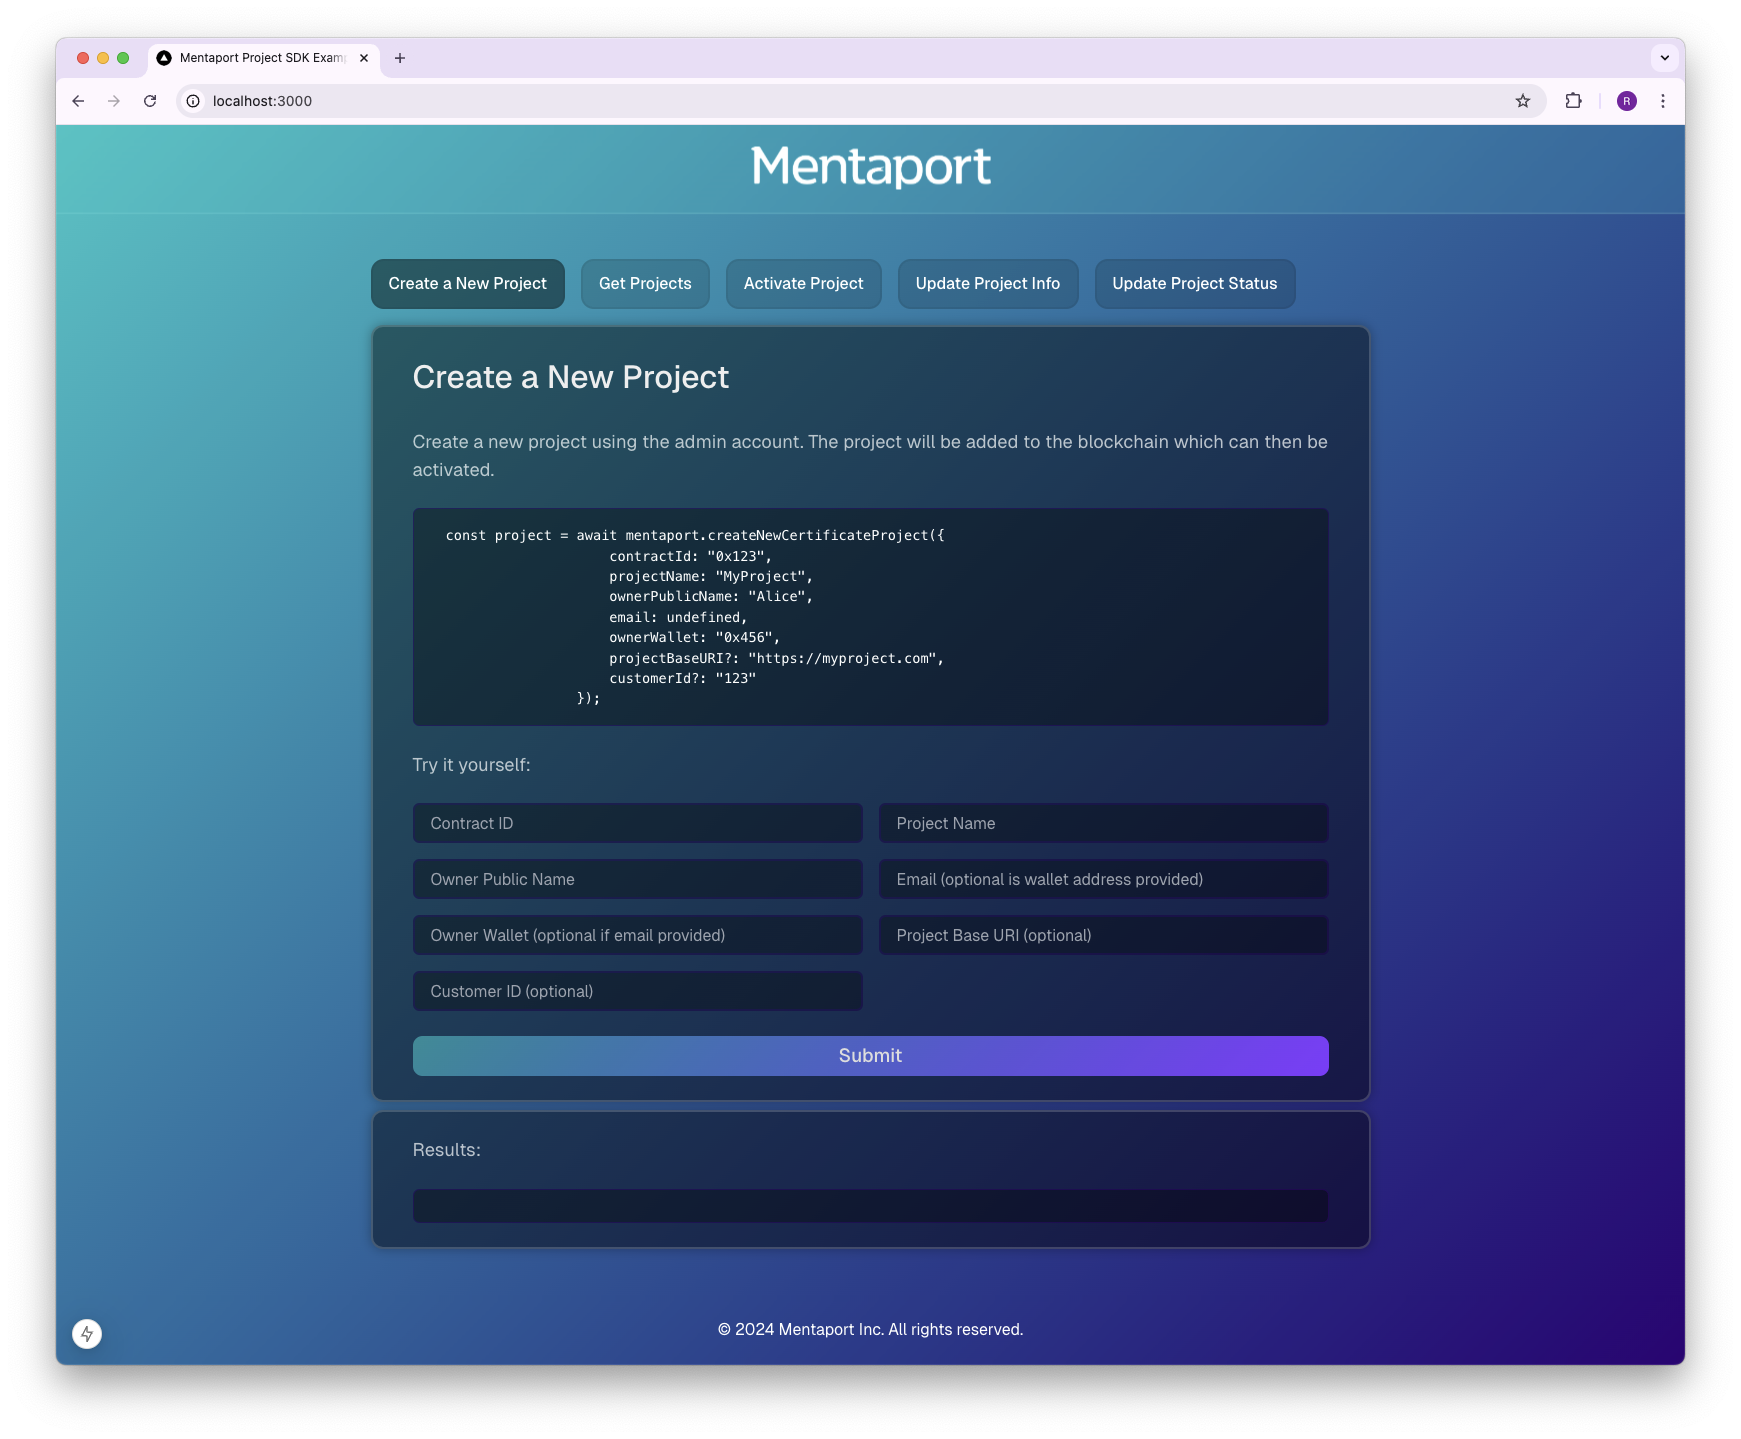 Mentaport Project SDK Exam
localhost:3000
R
Mentaport
Create a New Project
Get Projects
Activate Project
Update Project Info
Update Project Status
Create a New Project
Create a new project using the admin account. The project will be added to the blockchain which can then be
activated.
const project = await mentaport.createNewCertificateProject({
contractId: "0x123",
projectName: "MyProject",
ownerPublicName: "Alice",
email: undefined,
ownerWallet: "0x456",
projectBaseURI?: "https://myproject.com",
customerId?: "123"
});
Try it yourself:
Contract ID
Project Name
Owner Public Name
Email (optional is wallet address provided)
Owner Wallet (optional if email provided)
Project Base URI (optional)
Customer ID (optional)
Submit
Results:
© 2024 Mentaport Inc. All rights reserved.